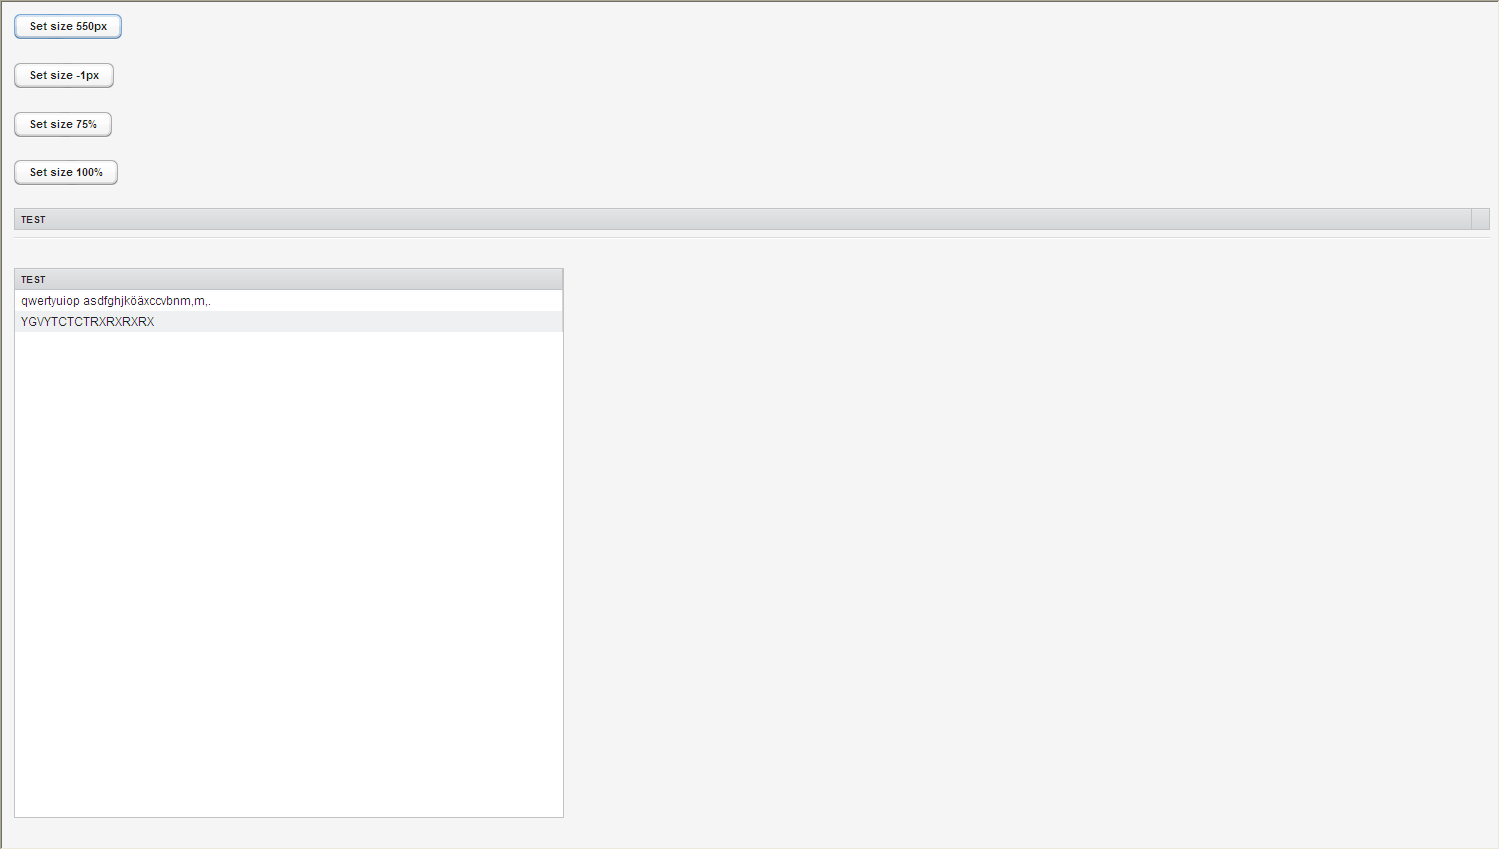 Set size 550px
Set size -1px
Set size 75%
Set size 100%
TEST
TEST
qwertyuiop asdfghjköäxccvbnm,m,.
YGVYTCTCTRXRXRXRX